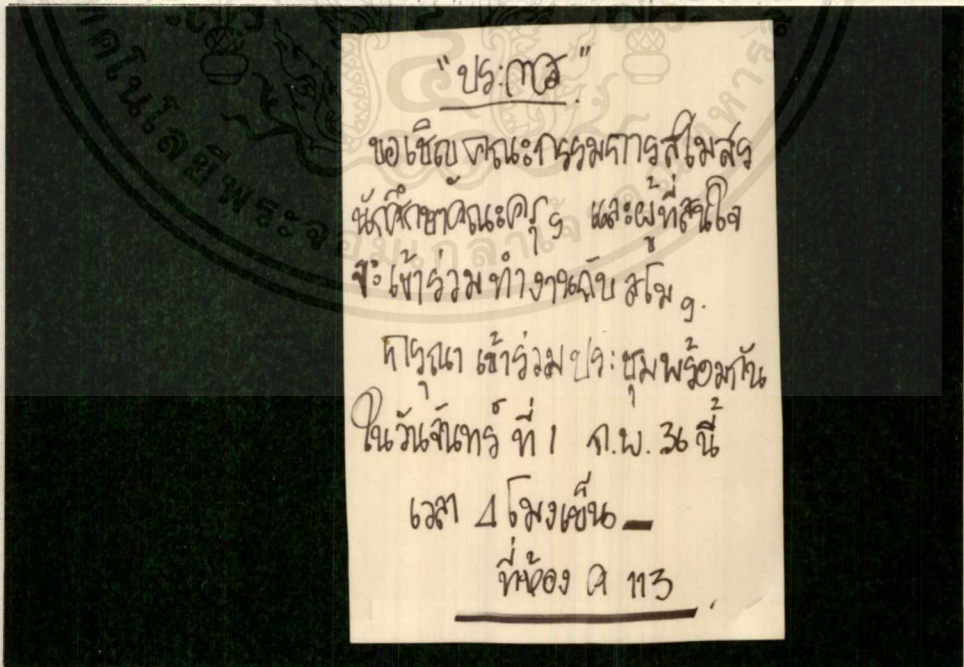 "ประกาศ"
ขอเชิญคณะกรรมการสโมสร
นักศึกษาคณะครุฯ และผู้ที่สนใจ
จะเข้าร่วมทำงานกับ สโมฯ.
กรุณา เข้าร่วมประชุมพร้อมกัน
ในวันจันทร์ ที่ 1 ก.พ. 36 นี้
เวลา 4 โมงเย็น
ที่ห้อง ค 113